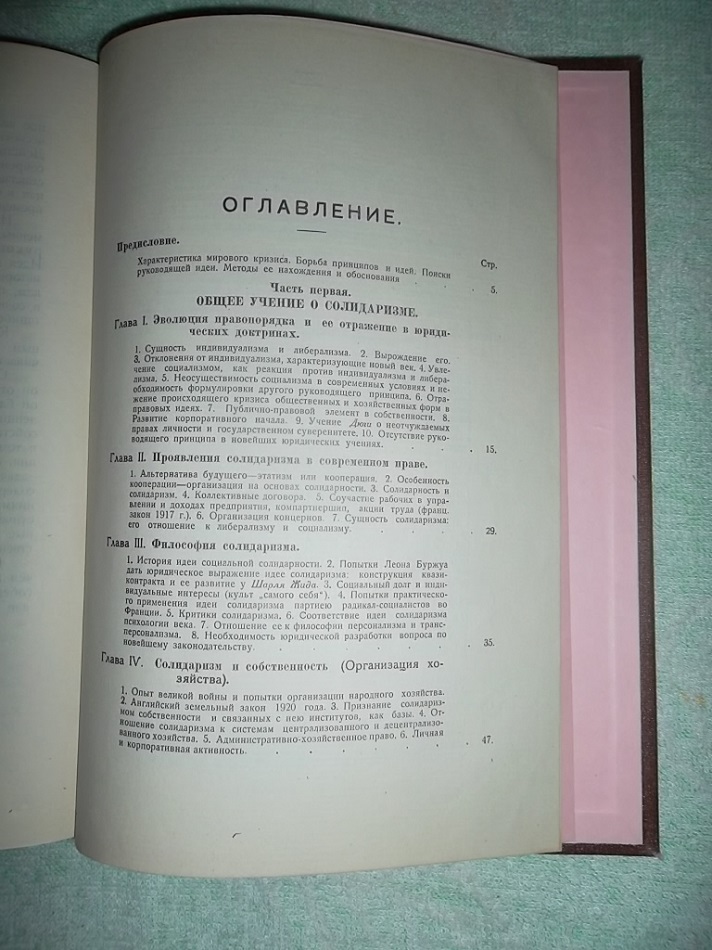 ОГЛАВЛЕНИЕ.
Предисловие.
Стр.
Характеристика мирового кризиса. Борьба принципов и идей. Поиски
руководящей идеи. Методы ее нахождения и обоснования . . . 5.
Часть первая.
ОБЩЕЕ УЧЕНИЕ О СОЛИДАРИЗМЕ.
Глава I. Эволюция правопорядка и ее отражение в юриди-
ческих доктринах.
1. Сущность индивидуализма и либерализма. 2. Вырождение его.
3. Отклонения от индивидуализма, характеризующие новый век. 4. Увле-
чение социализмом, как реакция против индивидуализма и либера-
лизма, 5. Неосуществимость социализма в современных условиях и не-
обходимость формулировки другого руководящего принципа. 6. Отра-
жение происходящего кризиса общественных и хозяйственных форм в
правовых идеях. 7. Публично-правовой элемент в собственности. 8.
Развитие корпоративного начала. 9. Учение Дюги о неотчуждаемых
правах личности и государственном суверенитете. 10. Отсутствие руко-
водящего принципа в новейших юридических учениях. . . . 15.
Глава II. Проявления солидаризма в современном праве.
1. Альтернатива будущего—этатизм или кооперация. 2. Особенность
кооперации—организация на основах солидарности. 3. Солидарность и
солидаризм. 4. Коллективные договора. 5. Соучастие рабочих в упра-
влении и доходах предприятия, компартнершип, акции труда (франц.
закон 1917 г.). 6. Организация концернов. 7. Сущность солидаризма:
его отношение к либерализму и социализму. . . . 29.
Глава III. Философия солидаризма.
1. История идеи социальной солидарности. 2. Попытки Леона Буржуа
дать юридическое выражение идее солидаризма: конструкция квази-
контракта и ее развитие у Шарля Жида. 3. Социальный долг и инди-
видуальные интересы (культ „самого себя“). 4. Попытки практическо-
го применения идеи солидаризма партиею радикал-социалистов во
Франции. 5. Критики солидаризма, 6. Соответствие идеи солидаризма
психологии века. 7. Отношение ее к философии персонализма и транс-
персонализма. 8. Необходимость юридической разработки вопроса по
новейшему законодательству. . . . 35.
Глава IV. Солидаризм и собственность (Организация хо-
зяйства).
1. Опыт великой войны и попытки организации народного хозяйства.
2. Английский земельный закон 1920 года. 3. Признание солидариз-
мом собственности и связанных с нею институтов, как базы. 4. От-
ношение солидаризма к системам централизованного и децентрализо-
ванного хозяйства. 5. Административно-хозяйственное право. 6. Личная
и корпоративная активность. . . . 47.